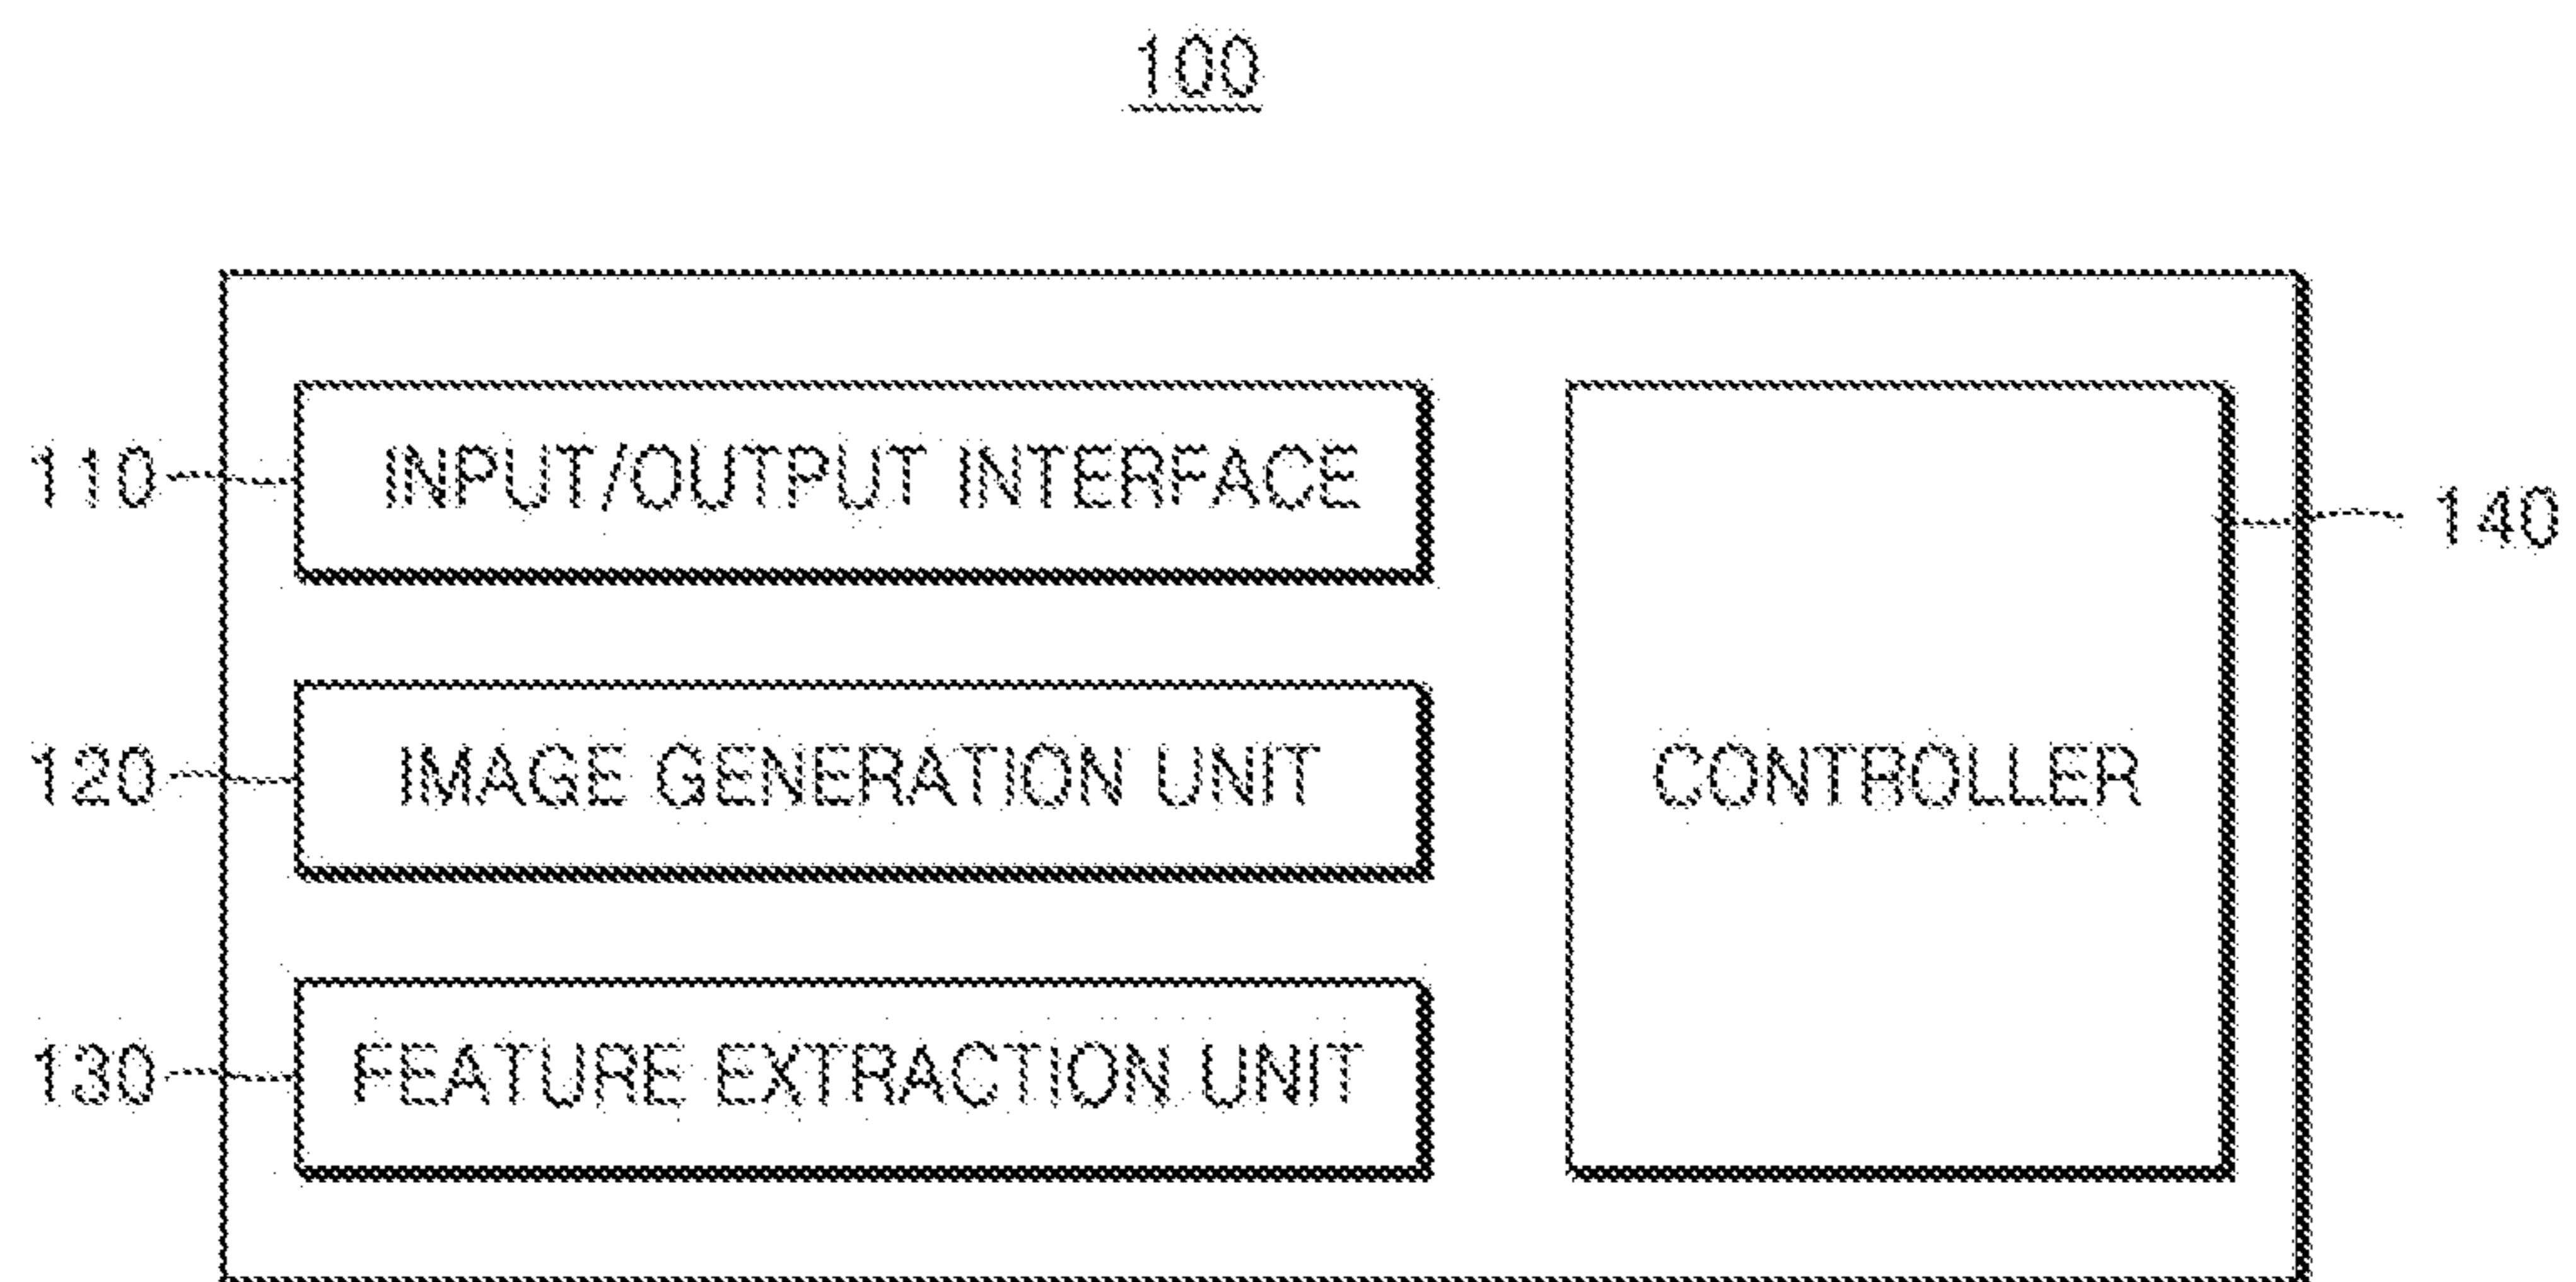 100
110 INPUT/OUTPUT INTERFACE
140
120 IMAGE GENERATION UNIT
CONTROLLER
130 FEATURE EXTRACTION UNIT